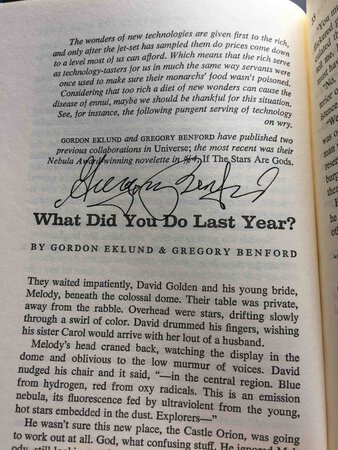 The wonders of new technologies are given first to the rich,
and only after the jet-set has sampled them do prices come down
to a level most of us can afford. Which means that the rich serve
as technology-tasters for us in much the same way servants were
once used to make sure their monarchs' food wasn't poisoned.
Considering that too rich a diet of new wonders can cause the
disease of ennui, maybe we should be thankful for this situation.
See, for instance, the following pungent serving of technology
on wry.
GORDON EKLUND and GREGORY BENFORD have published two
previous collaborations in Universe; the most recent was their
Nebula Award-winning novelette in #4, If The Stars Are Gods.
Gregory Benford
What Did You Do Last Year?
BY GORDON EKLUND & GREGORY BENFORD
They waited impatiently, David Golden and his young bride,
Melody, beneath the colossal dome. Their table was private,
away from the rabble. Overhead were stars, drifting slowly
through a swirl of color. David drummed his fingers, wishing
his sister Carol would arrive with her lout of a husband.
Melody's head craned back, watching the display in the
dome and oblivious to the low murmur of voices. David
nudged his chair and it said, "—in the central region. Blue
from hydrogen, red from oxy radicals. This is an emission
nebula, its fluorescence fed by ultraviolet from the young,
hot stars embedded in the dust. Explorers—"
He wasn't sure this new place, the Castle Orion, was going
to work out at all. God, what confusing stuff. He ignored